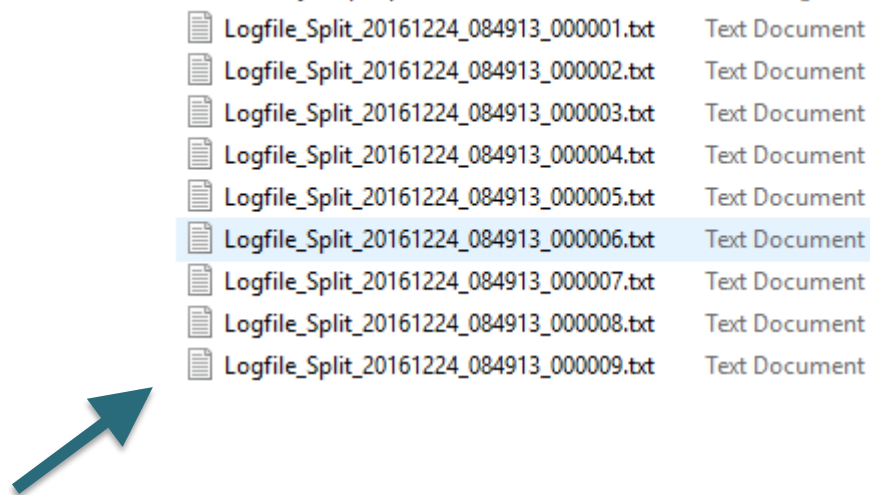 Logfile_Split_20161224_084913_000001.txt Text Document
Logfile_Split_20161224_084913_000002.txt Text Document
Logfile_Split_20161224_084913_000003.txt Text Document
Logfile_Split_20161224_084913_000004.txt Text Document
Logfile_Split_20161224_084913_000005.txt Text Document
Logfile_Split_20161224_084913_000006.txt Text Document
Logfile_Split_20161224_084913_000007.txt Text Document
Logfile_Split_20161224_084913_000008.txt Text Document
Logfile_Split_20161224_084913_000009.txt Text Document